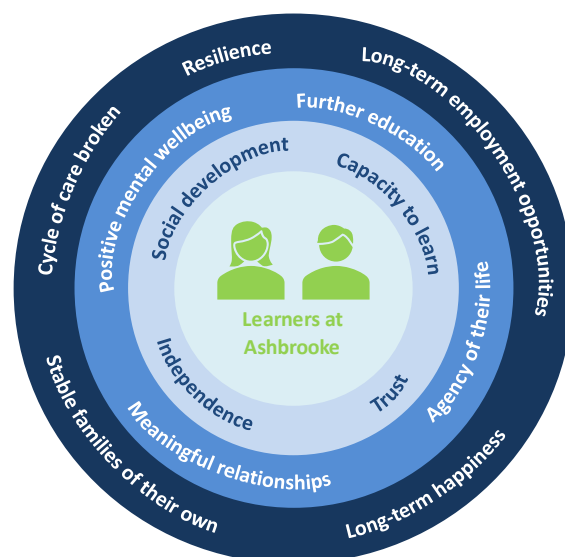 Resilience
Long-term employment opportunities
Cycle of care broken
Stable families of their own
Long-term happiness
Positive mental wellbeing
Further education
Agency of their life
Meaningful relationships
Social development
Capacity to learn
Independence
Trust
Learners at
Ashbrooke